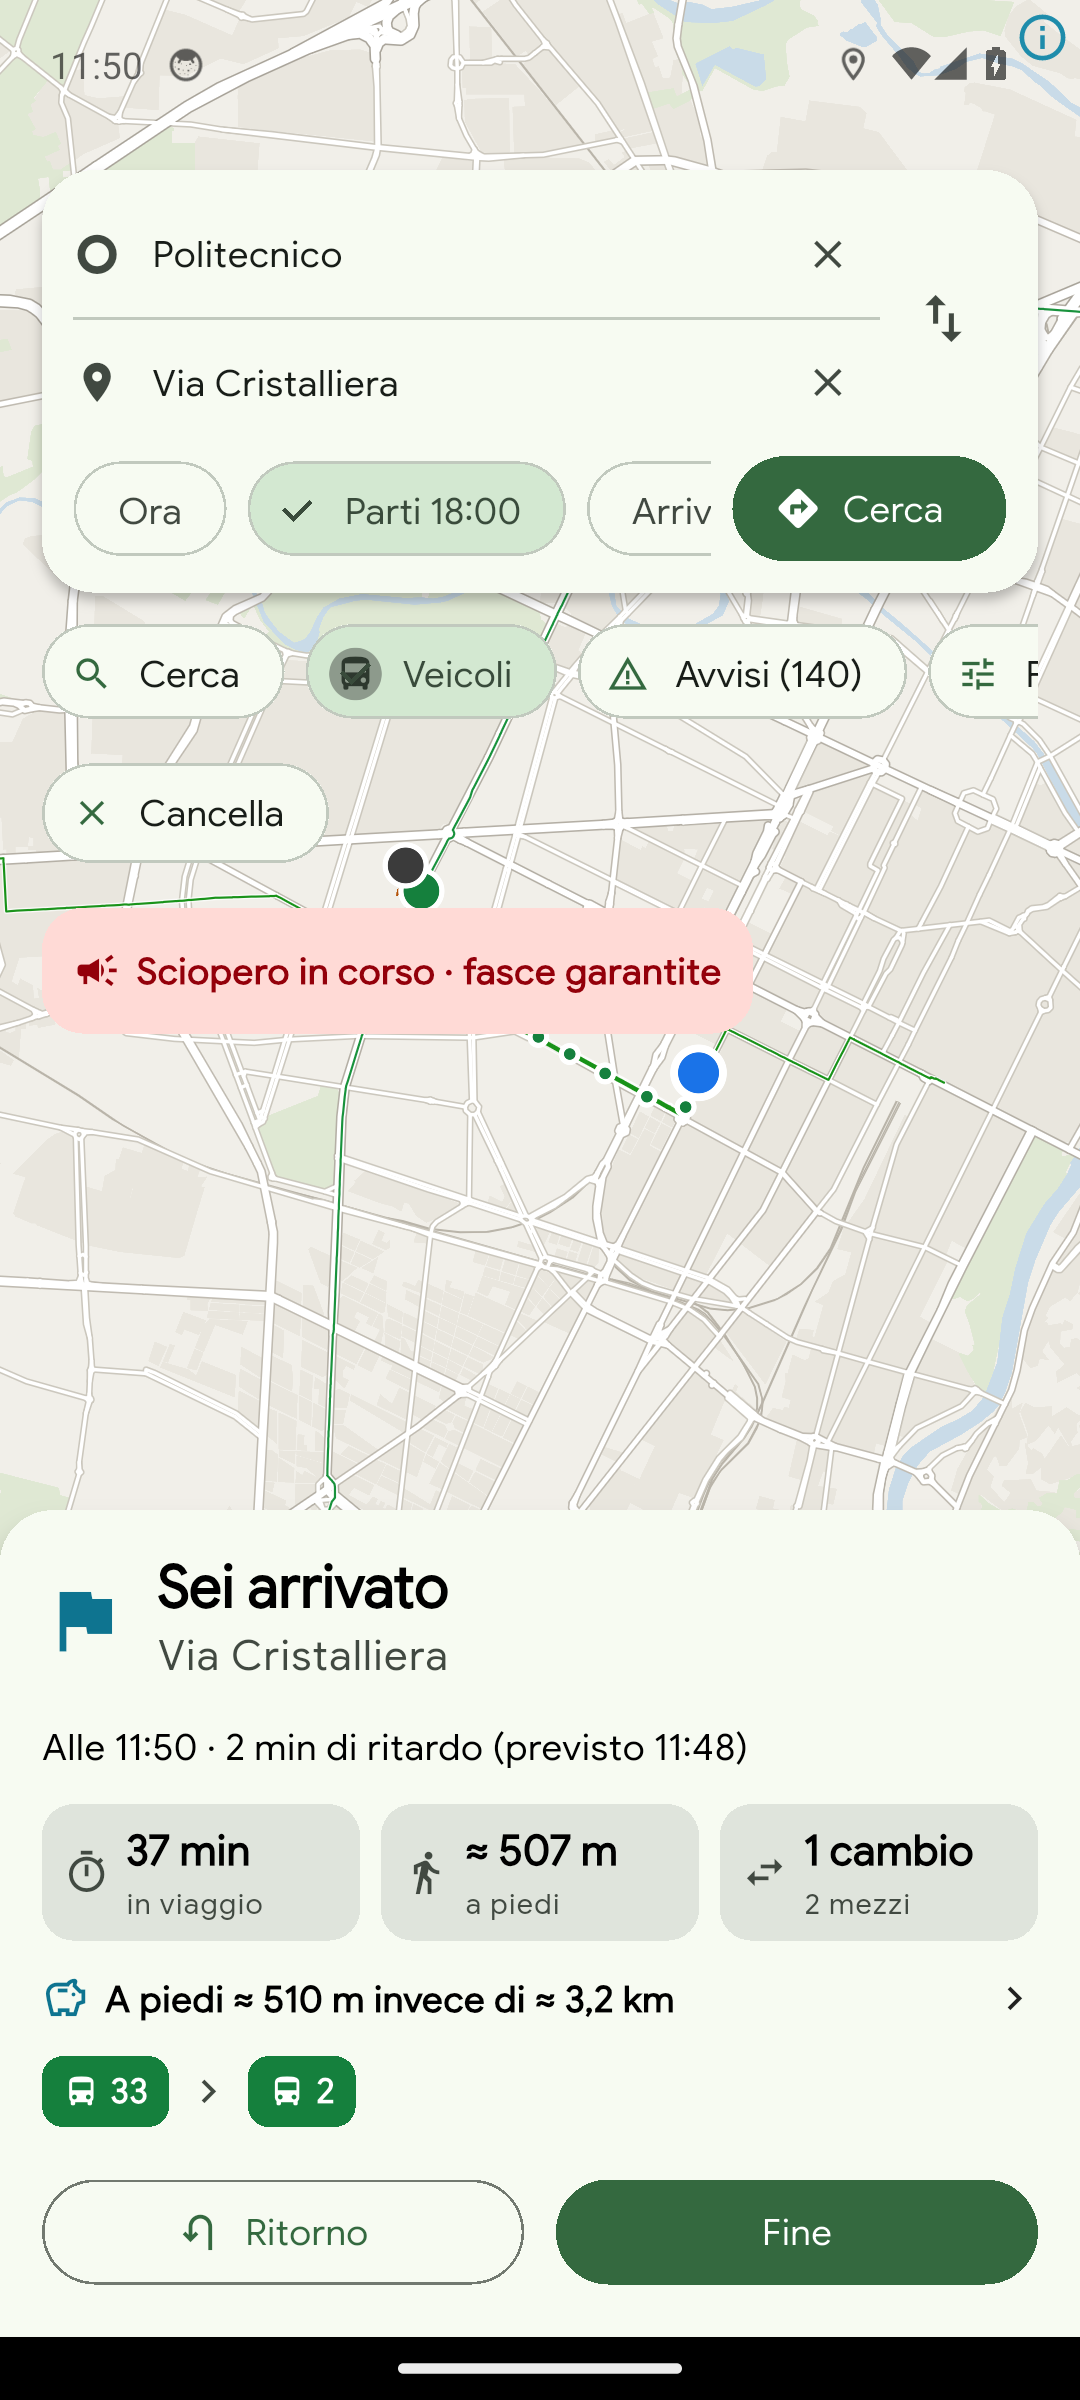 11:50
Politecnico
Via Cristalliera
Ora
Parti 18:00
Arriv
Cerca
Cerca
Veicoli
Avvisi (140)
Cancella
Sciopero in corso · fasce garantite
Sei arrivato
Via Cristalliera
Alle 11:50 · 2 min di ritardo (previsto 11:48)
37 min
in viaggio
≈ 507 m
a piedi
1 cambio
2 mezzi
A piedi ≈ 510 m invece di ≈ 3,2 km
33
2
Ritorno
Fine